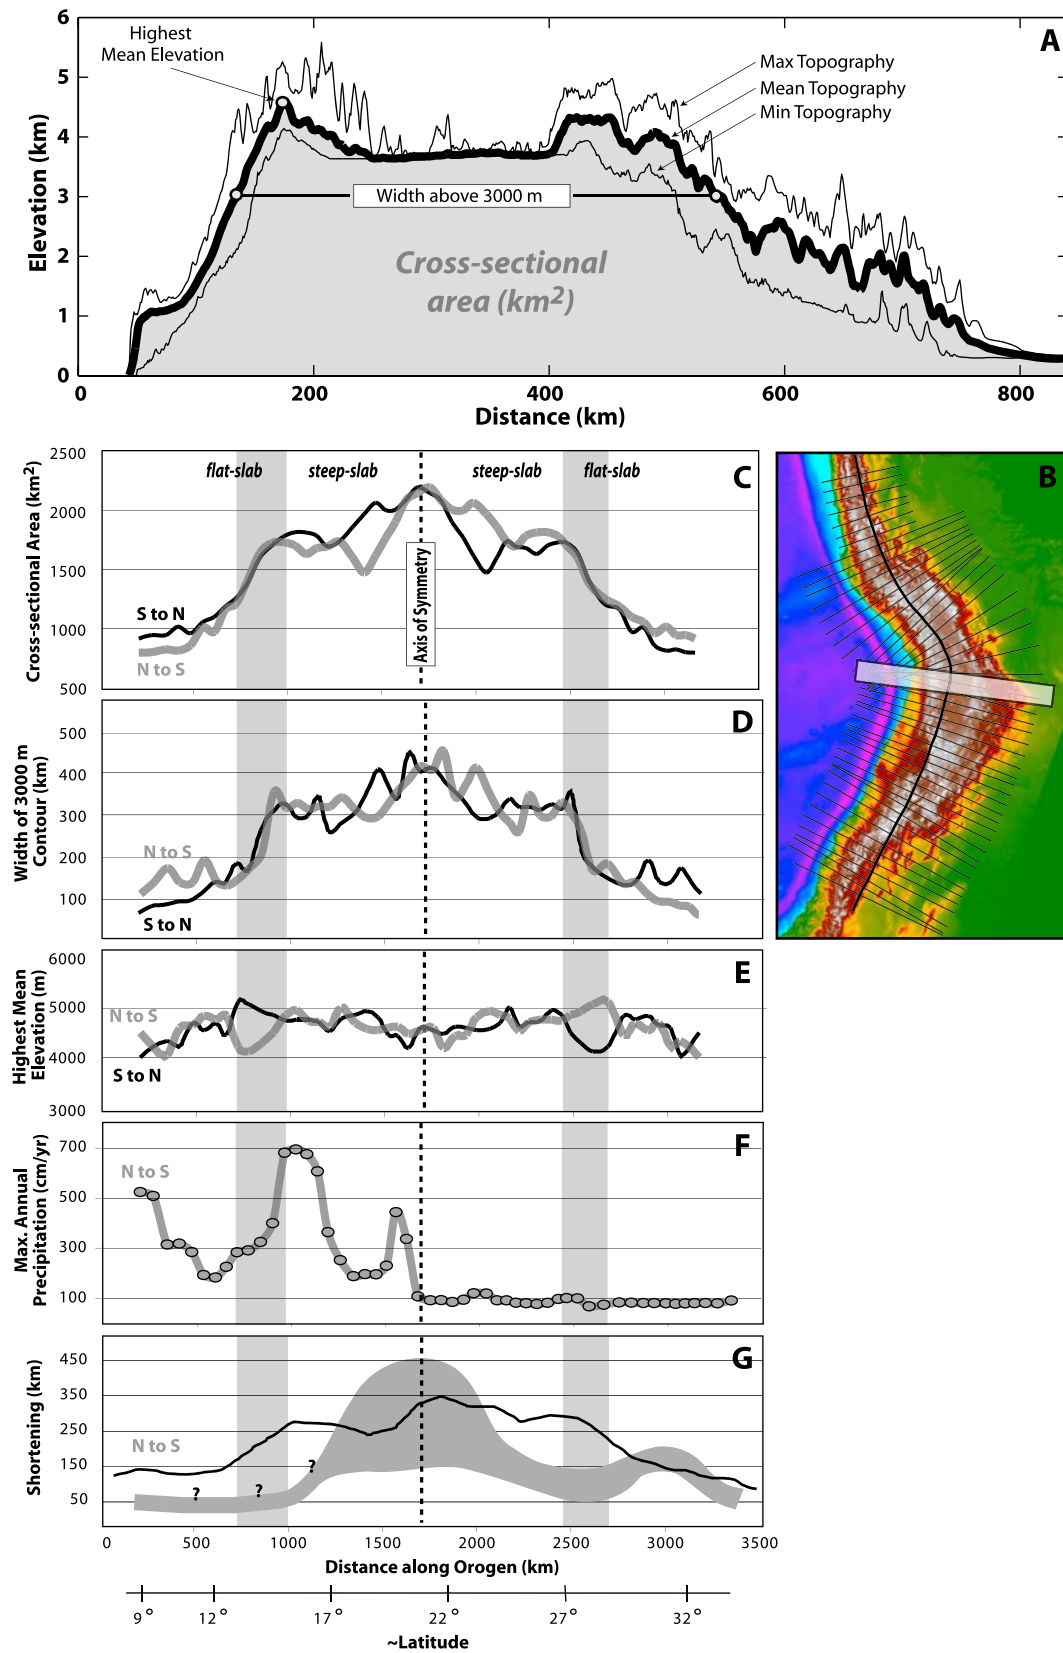 A
6
5
4
3
2
1
0
Elevation (km)
Highest
Mean Elevation
Max Topography
Mean Topography
Min Topography
Width above 3000 m
Cross-sectional
area (km2)
0 200 400 600 800
Distance (km)
B
C
2500
2000
1500
1000
500
Cross-sectional Area (km2)
flat-slab steep-slab steep-slab flat-slab
Axis of Symmetry
S to N
N to S
D
500
400
300
200
100
Width of 3000 m
Contour (km)
N to S
S to N
E
6000
5000
4000
3000
Highest Mean
Elevation (m)
N to S
S to N
F
700
500
300
100
Max. Annual
Precipitation (cm/yr)
N to S
G
450
350
250
150
50
Shortening (km)
N to S
? ? ?
0 500 1000 1500 2000 2500 3000 3500
Distance along Orogen (km)
9° 12° 17° 22° 27° 32°
~Latitude